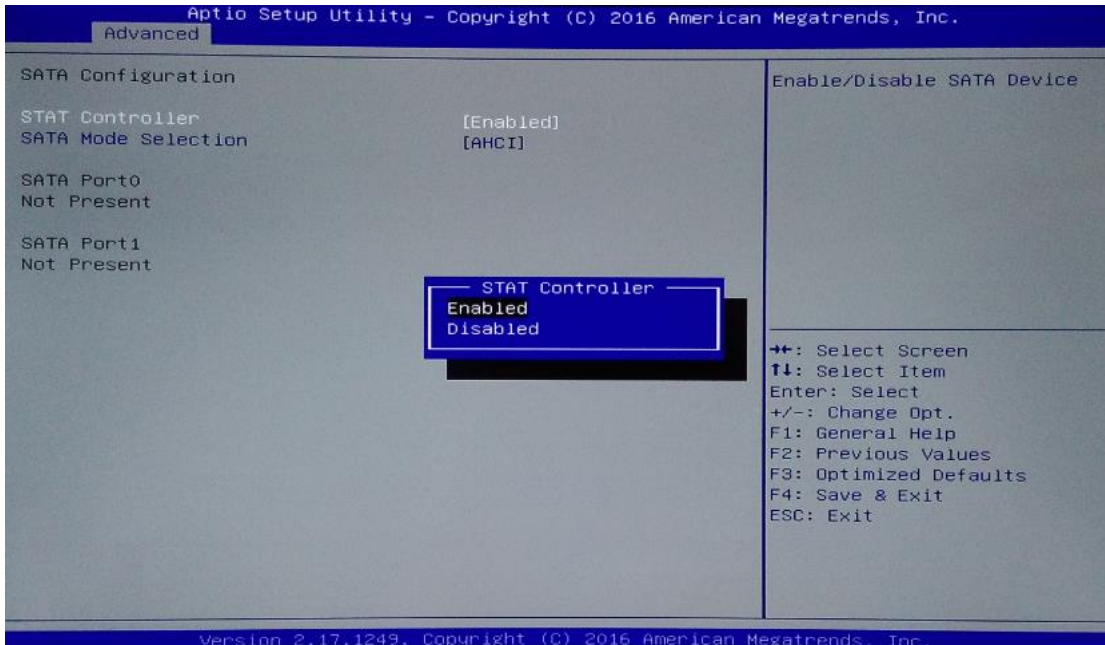 Aptio Setup Utility – Copyright (C) 2016 American Megatrends, Inc.
Advanced
SATA Configuration
STAT Controller [Enabled]
SATA Mode Selection [AHCI]
SATA Port0
Not Present
SATA Port1
Not Present
STAT Controller
Enabled
Disabled
Enable/Disable SATA Device
→←: Select Screen
↑↓: Select Item
Enter: Select
+/-: Change Opt.
F1: General Help
F2: Previous Values
F3: Optimized Defaults
F4: Save & Exit
ESC: Exit
Version 2.17.1249. Copyright (C) 2016 American Megatrends, Inc.